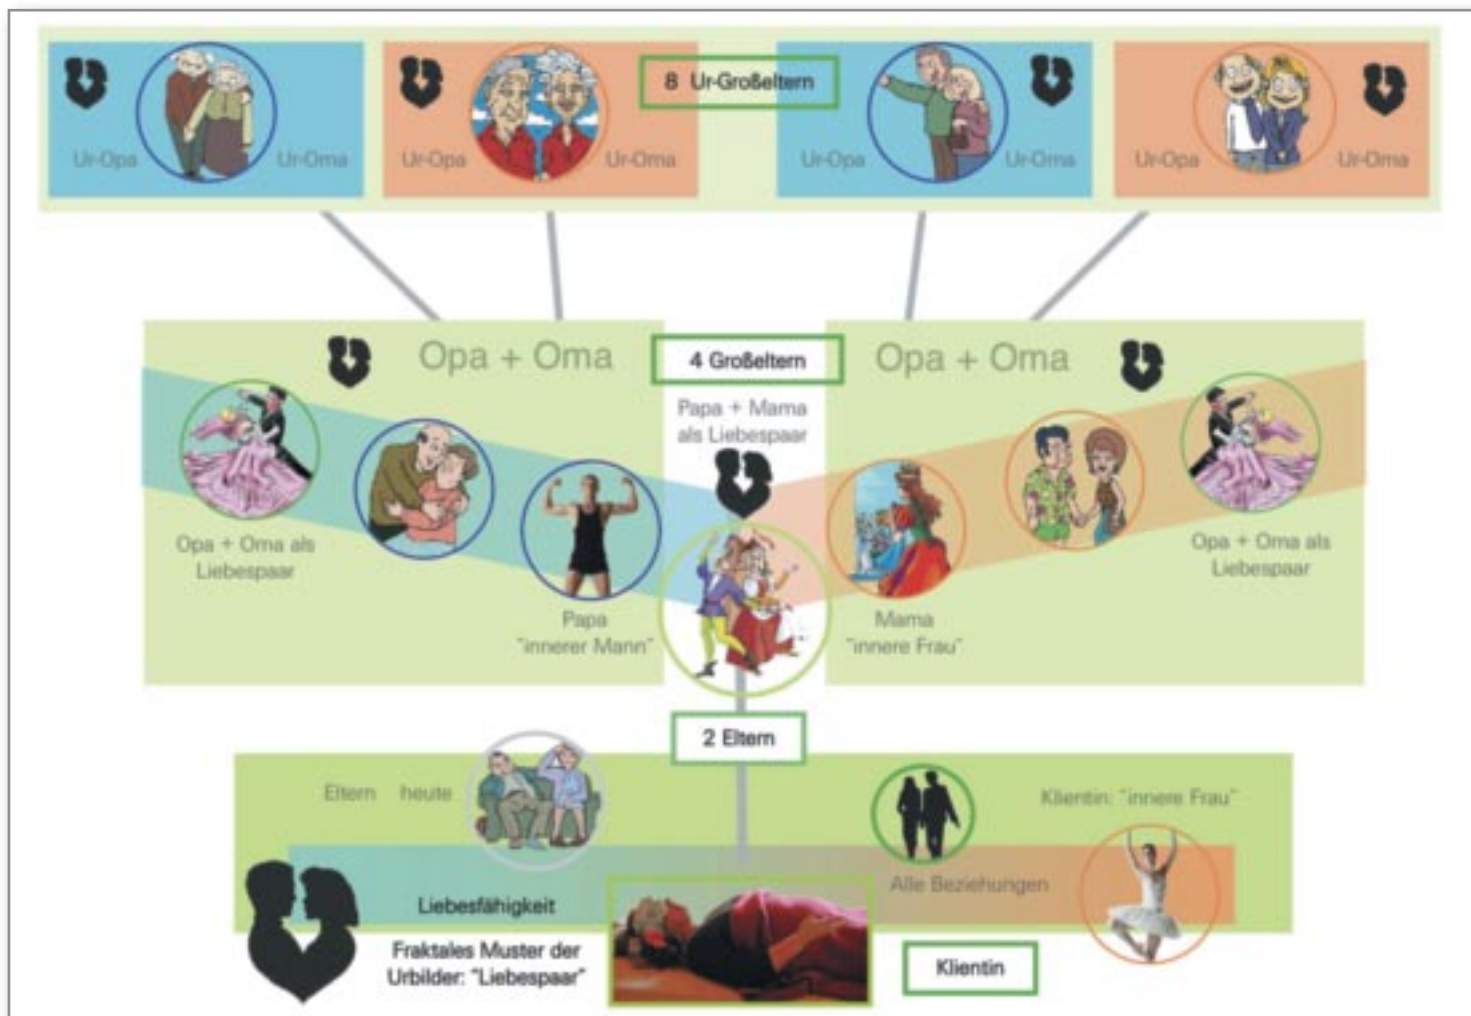 8 Ur-Großeltern
Ur-Opa
Ur-Oma
Ur-Opa
Ur-Oma
Ur-Opa
Ur-Oma
Ur-Opa
Ur-Oma
Opa + Oma
4 Großeltern
Opa + Oma
Papa + Mama
als Liebespaar
Opa + Oma als
Liebespaar
Papa
"innerer Mann"
Mama
"innere Frau"
Opa + Oma als
Liebespaar
2 Eltern
Eltern heute
Klientin: "innere Frau"
Alle Beziehungen
Liebesfähigkeit
Fraktales Muster der
Urbilder: "Liebespaar"
Klientin